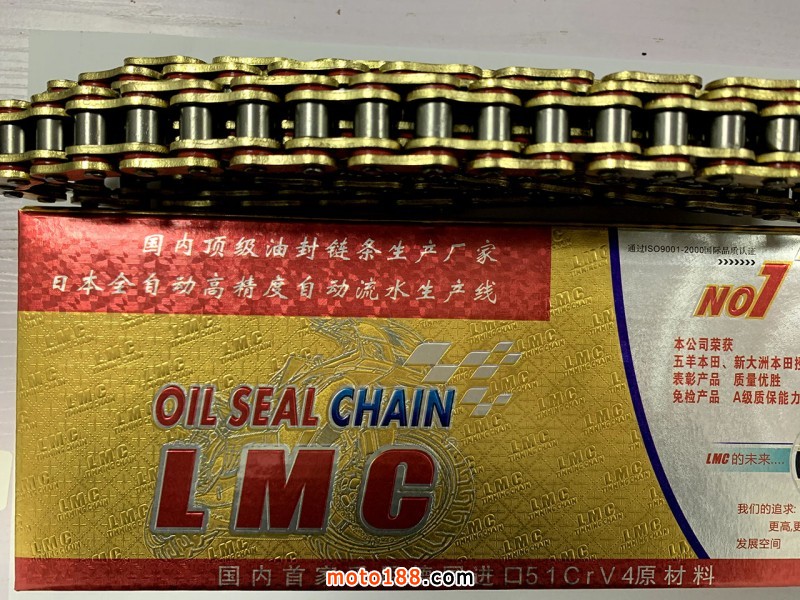 国内顶级油封链条生产厂家
日本全自动高精度自动流水生产线
OIL SEAL CHAIN
LMC
通过ISO9001-2000国际品质认证
NO1
本公司荣获
五羊本田、新大洲本田授
表彰产品 质量优胜
免检产品 A级质保能力
LMC的未来....
我们的追求:
更高,更
发展空间
国内首家
进口51CrV4原材料
moto188.com